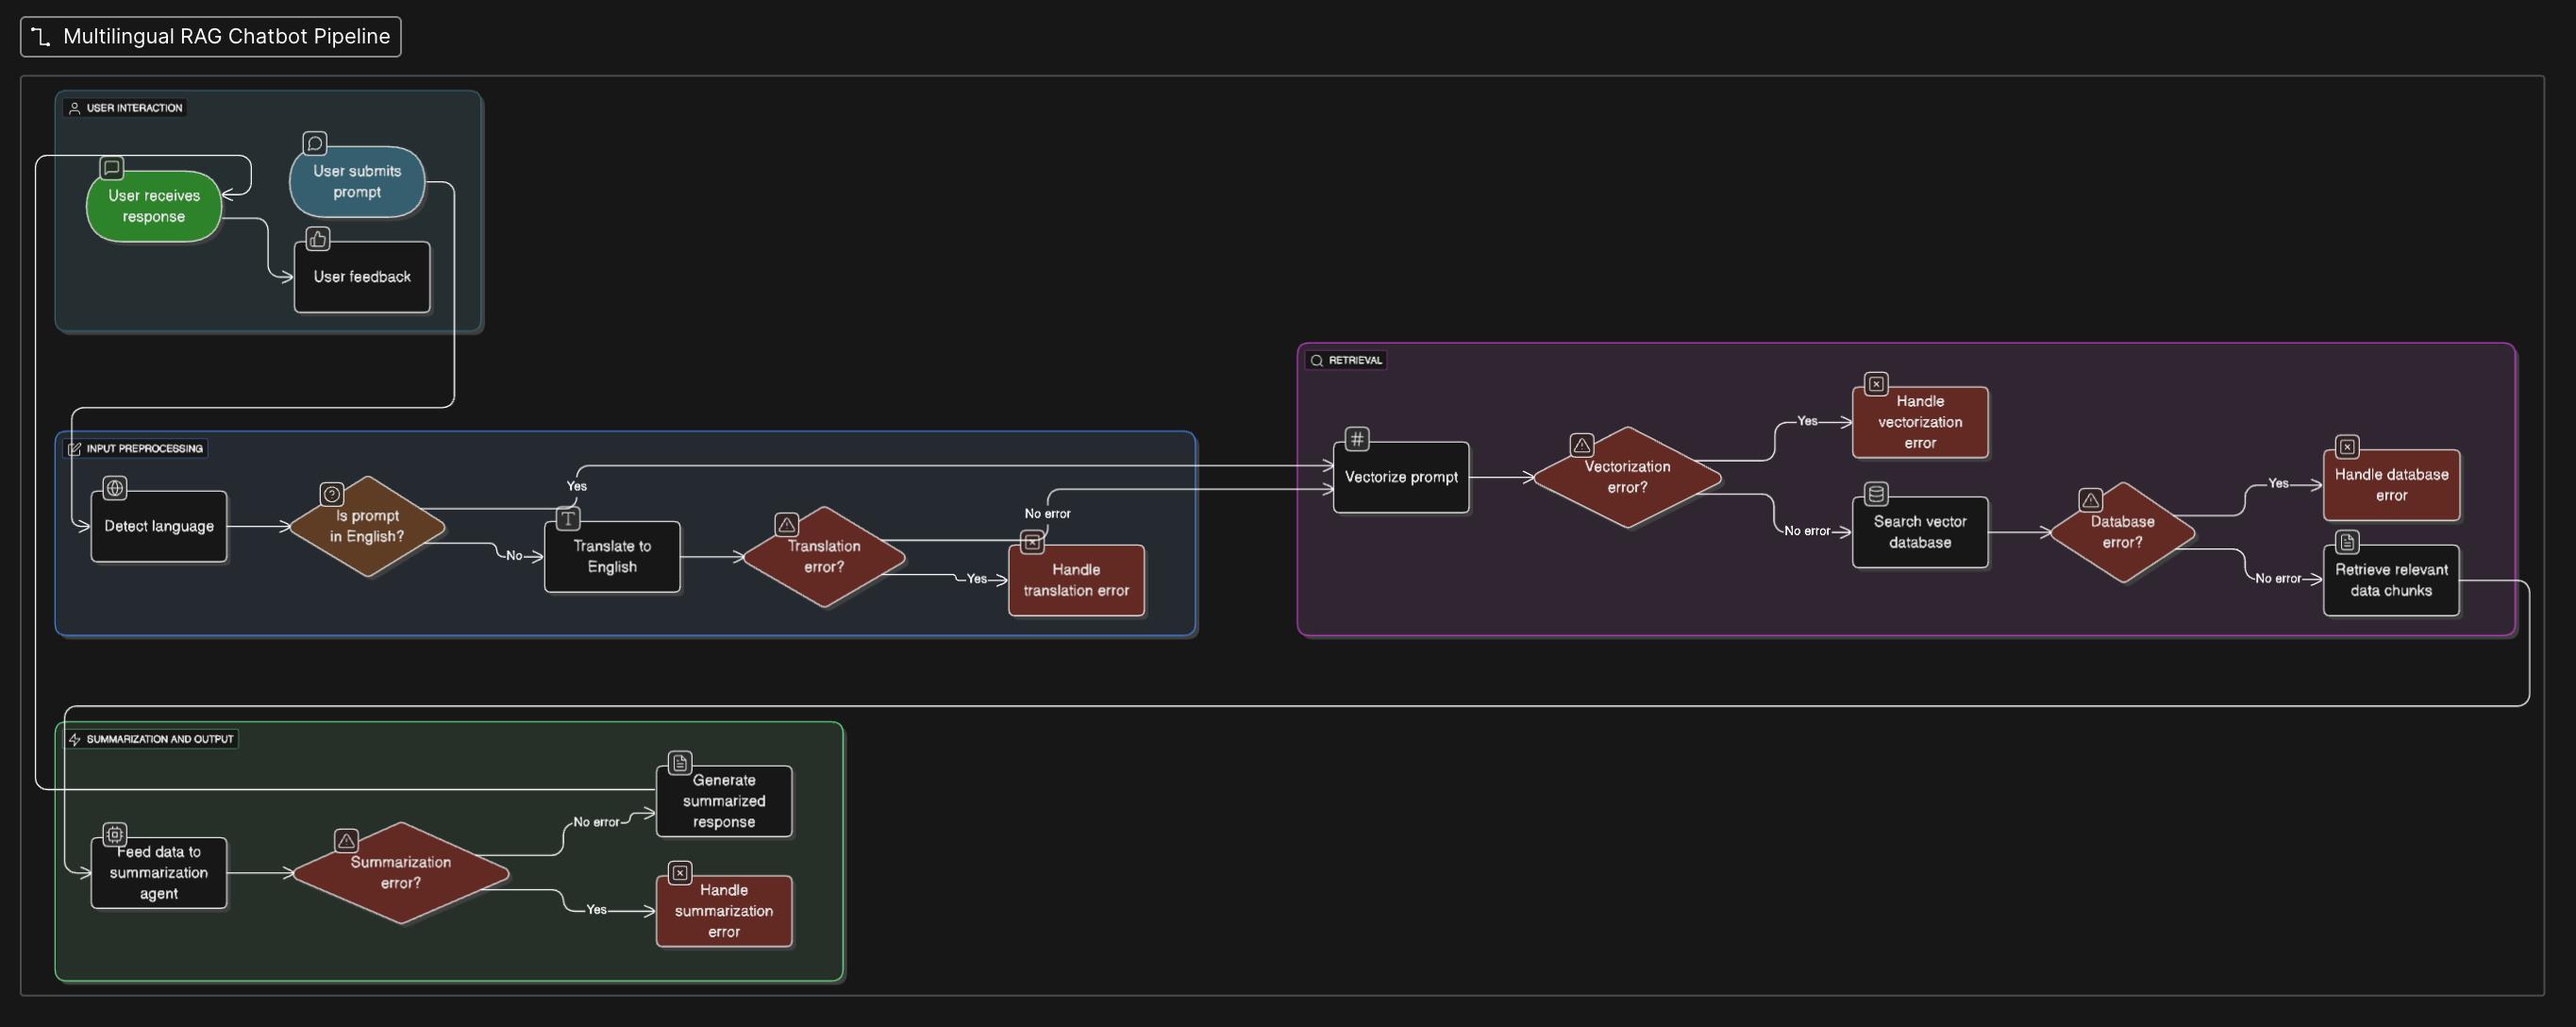 Multilingual RAG Chatbot Pipeline
USER INTERACTION
User receives
response
User submits
prompt
User feedback
INPUT PREPROCESSING
Detect language
Is prompt
in English?
Yes
No
Translate to
English
Translation
error?
No error
Yes
Handle
translation error
RETRIEVAL
Vectorize prompt
Vectorization
error?
Yes
Handle
vectorization
error
No error
Search vector
database
Database
error?
Yes
Handle database
error
No error
Retrieve relevant
data chunks
SUMMARIZATION AND OUTPUT
Feed data to
summarization
agent
Summarization
error?
No error
Generate
summarized
response
Yes
Handle
summarization
error